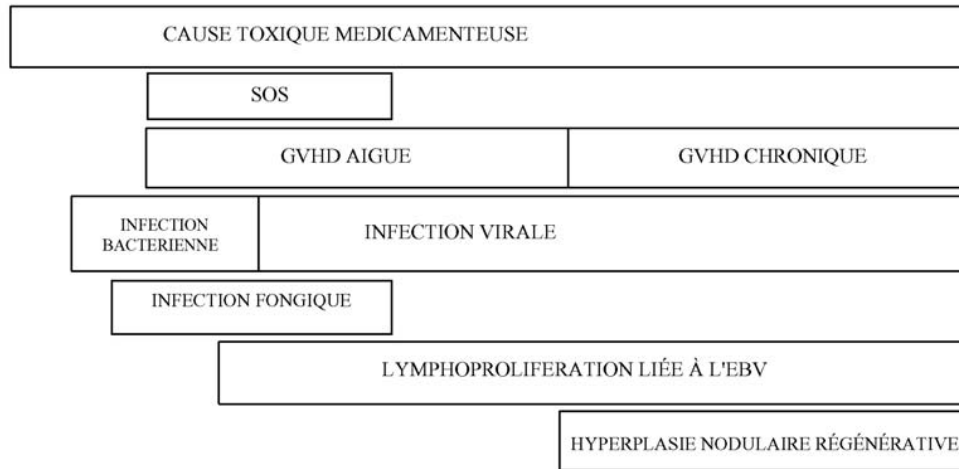 CAUSE TOXIQUE MEDICAMENTEUSE
SOS
GVHD AIGUE
GVHD CHRONIQUE
INFECTION
BACTERIENNE
INFECTION VIRALE
INFECTION FONGIQUE
LYMPHOPROLIFERATION LIÉE À L'EBV
HYPERPLASIE NODULAIRE RÉGÉNÉRATIVE